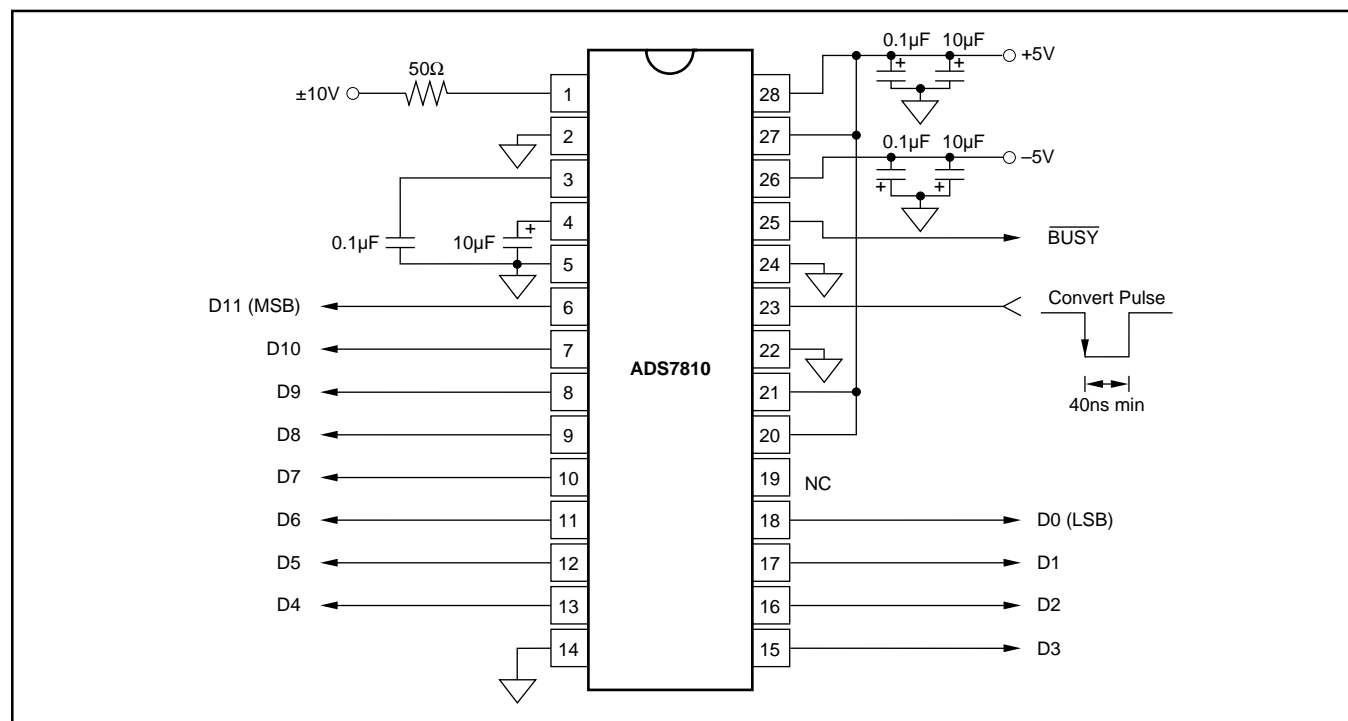 0.1µF 10µF
+5V
50Ω
±10V
1
28
2
27
0.1µF 10µF
–5V
3
26
4
25
BUSY
0.1µF
10µF
5
24
D11 (MSB)
6
23
Convert Pulse
D10
7
22
ADS7810
D9
8
21
40ns min
D8
9
20
D7
10
19
NC
D6
11
18
D0 (LSB)
D5
12
17
D1
D4
13
16
D2
14
15
D3